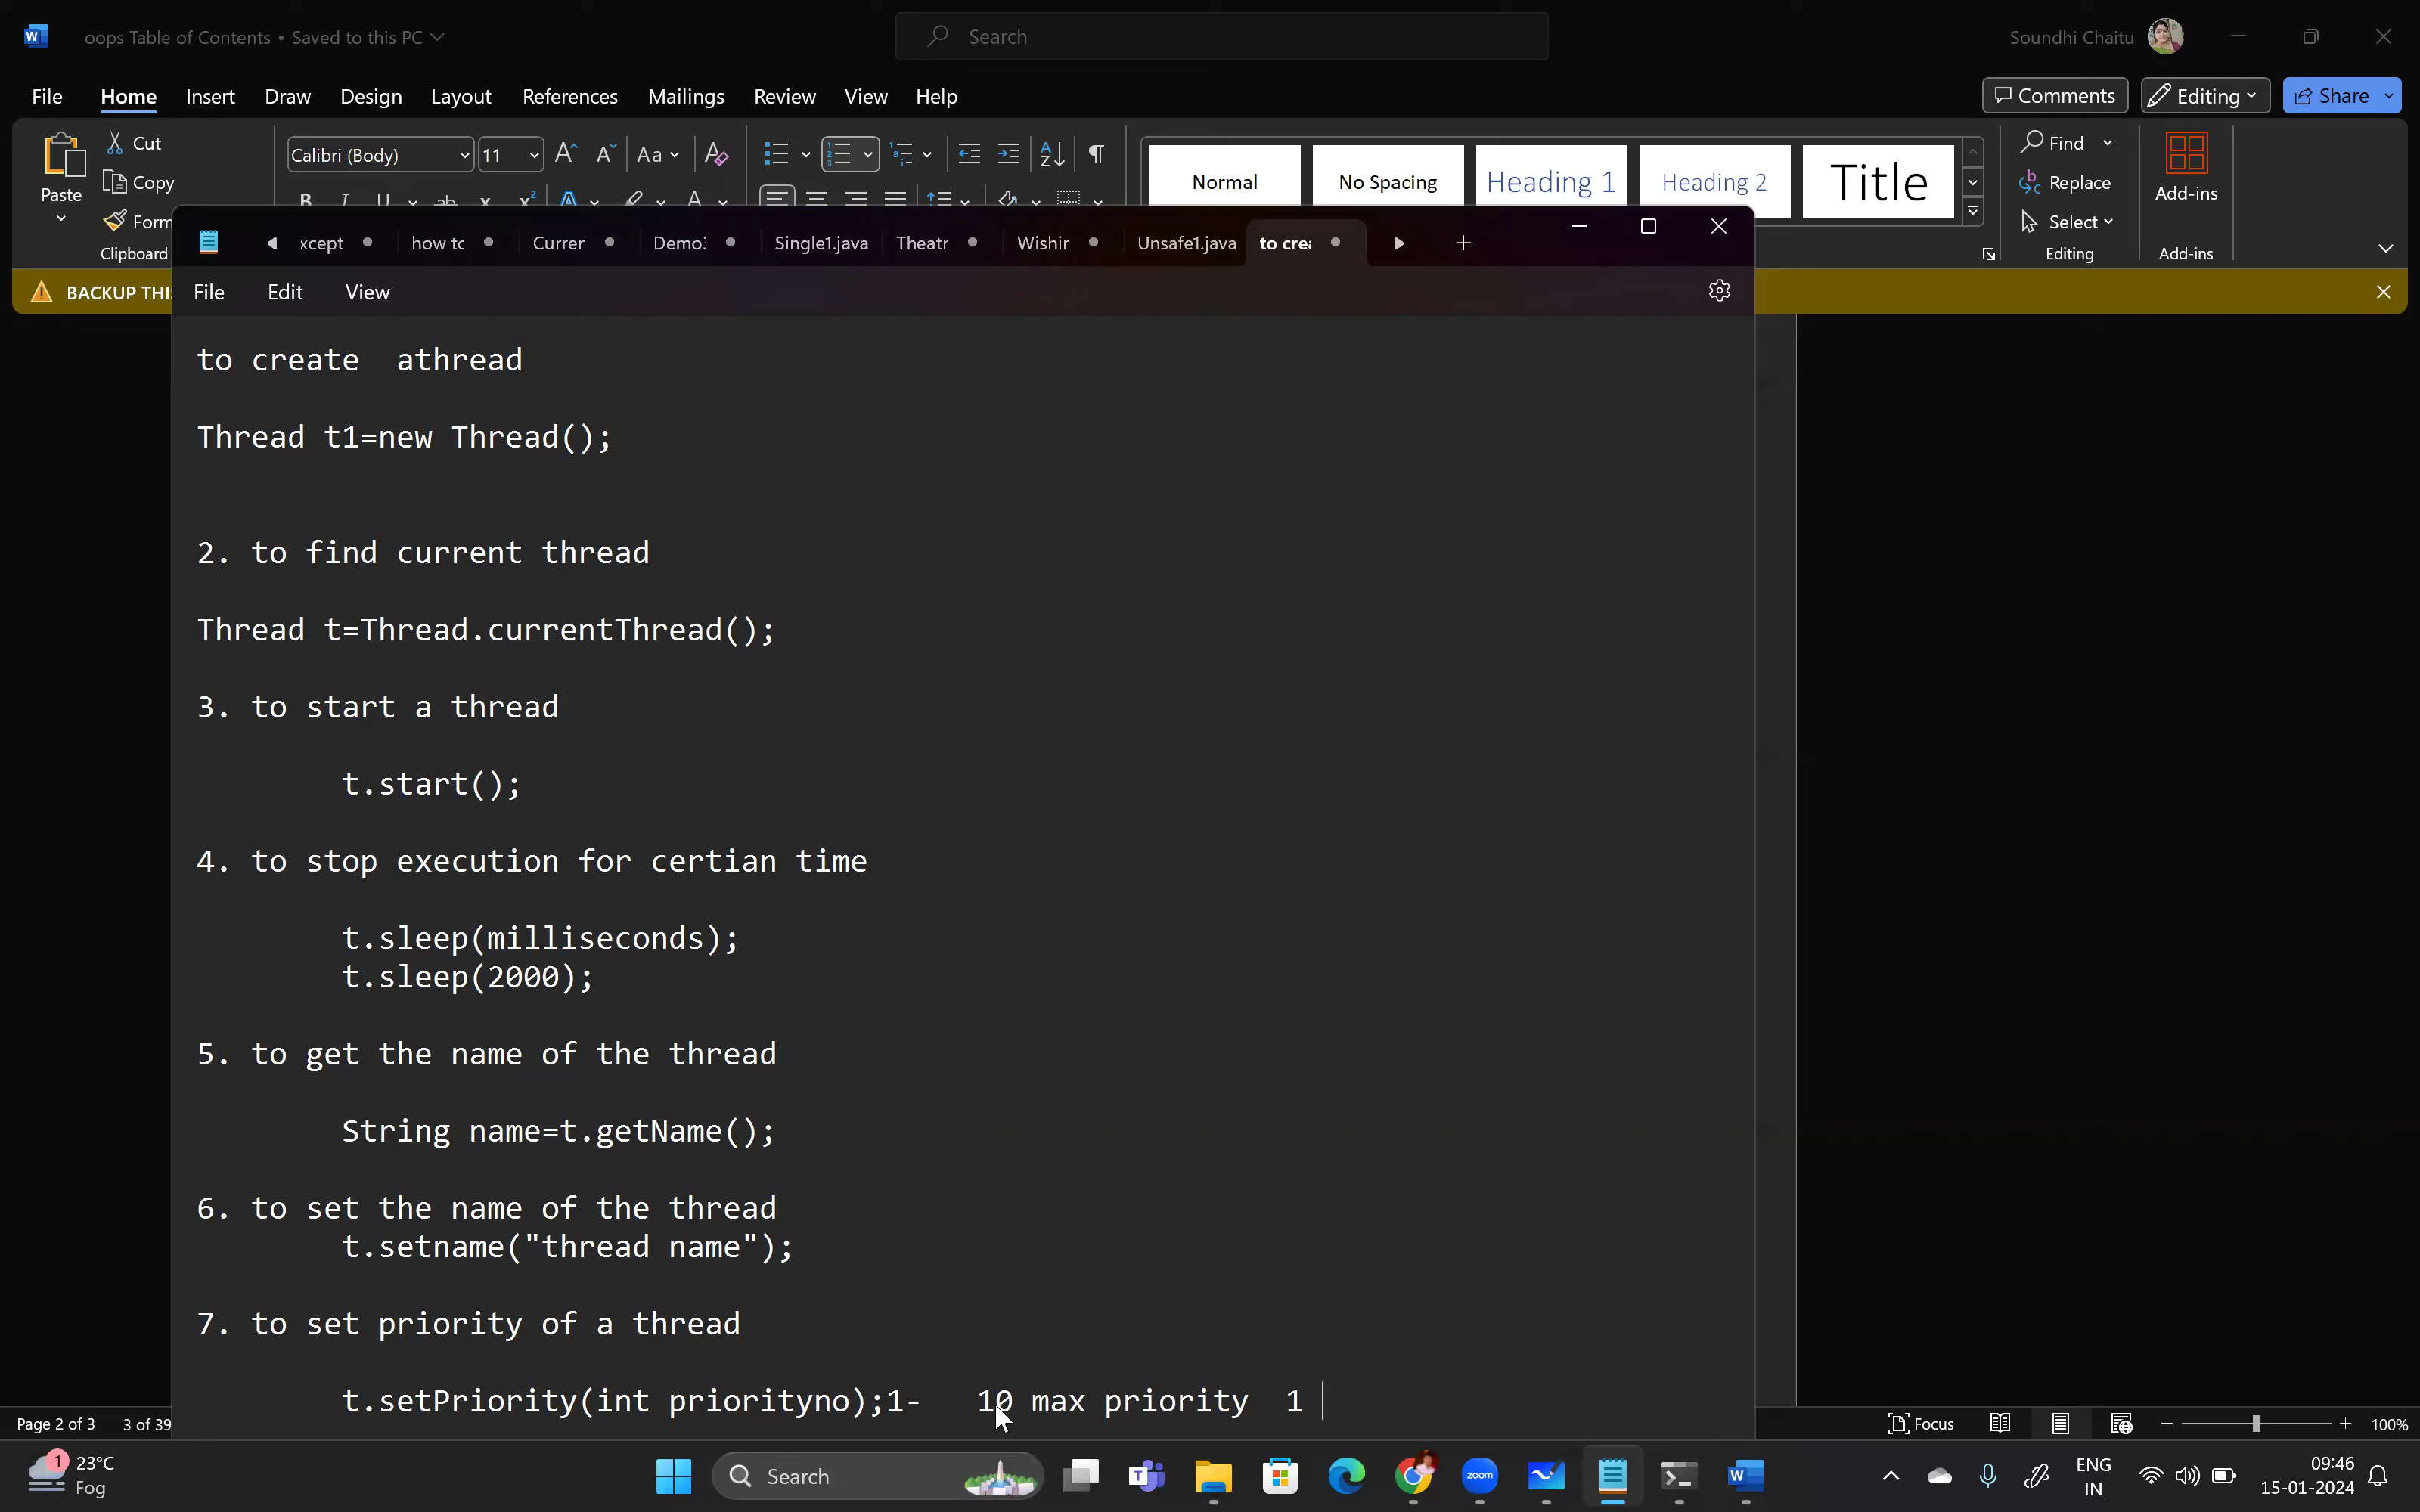 oops Table of Contents • Saved to this PC
Search
Soundhi Chaitu
File Home Insert Draw Design Layout References Mailings Review View Help
Comments Editing Share
Paste
Cut
Copy
Form
Clipboard
Calibri (Body) 11
Normal No Spacing Heading 1 Heading 2 Title
Find
Replace
Select
Editing
Add-ins
Add-ins
BACKUP THI
xcept how tc Currer Demo: Single1.java Theatr Wishir Unsafe1.java to crea
File Edit View
to create  athread
Thread t1=new Thread();
2. to find current thread
Thread t=Thread.currentThread();
3. to start a thread
t.start();
4. to stop execution for certian time
t.sleep(milliseconds);
t.sleep(2000);
5. to get the name of the thread
String name=t.getName();
6. to set the name of the thread
t.setname("thread name");
7. to set priority of a thread
t.setPriority(int priorityno);1-   10 max priority  1
Page 2 of 3 3 of 39
Focus
100%
1
23°C
Fog
Search
zoom
ENG
IN
09:46
15-01-2024